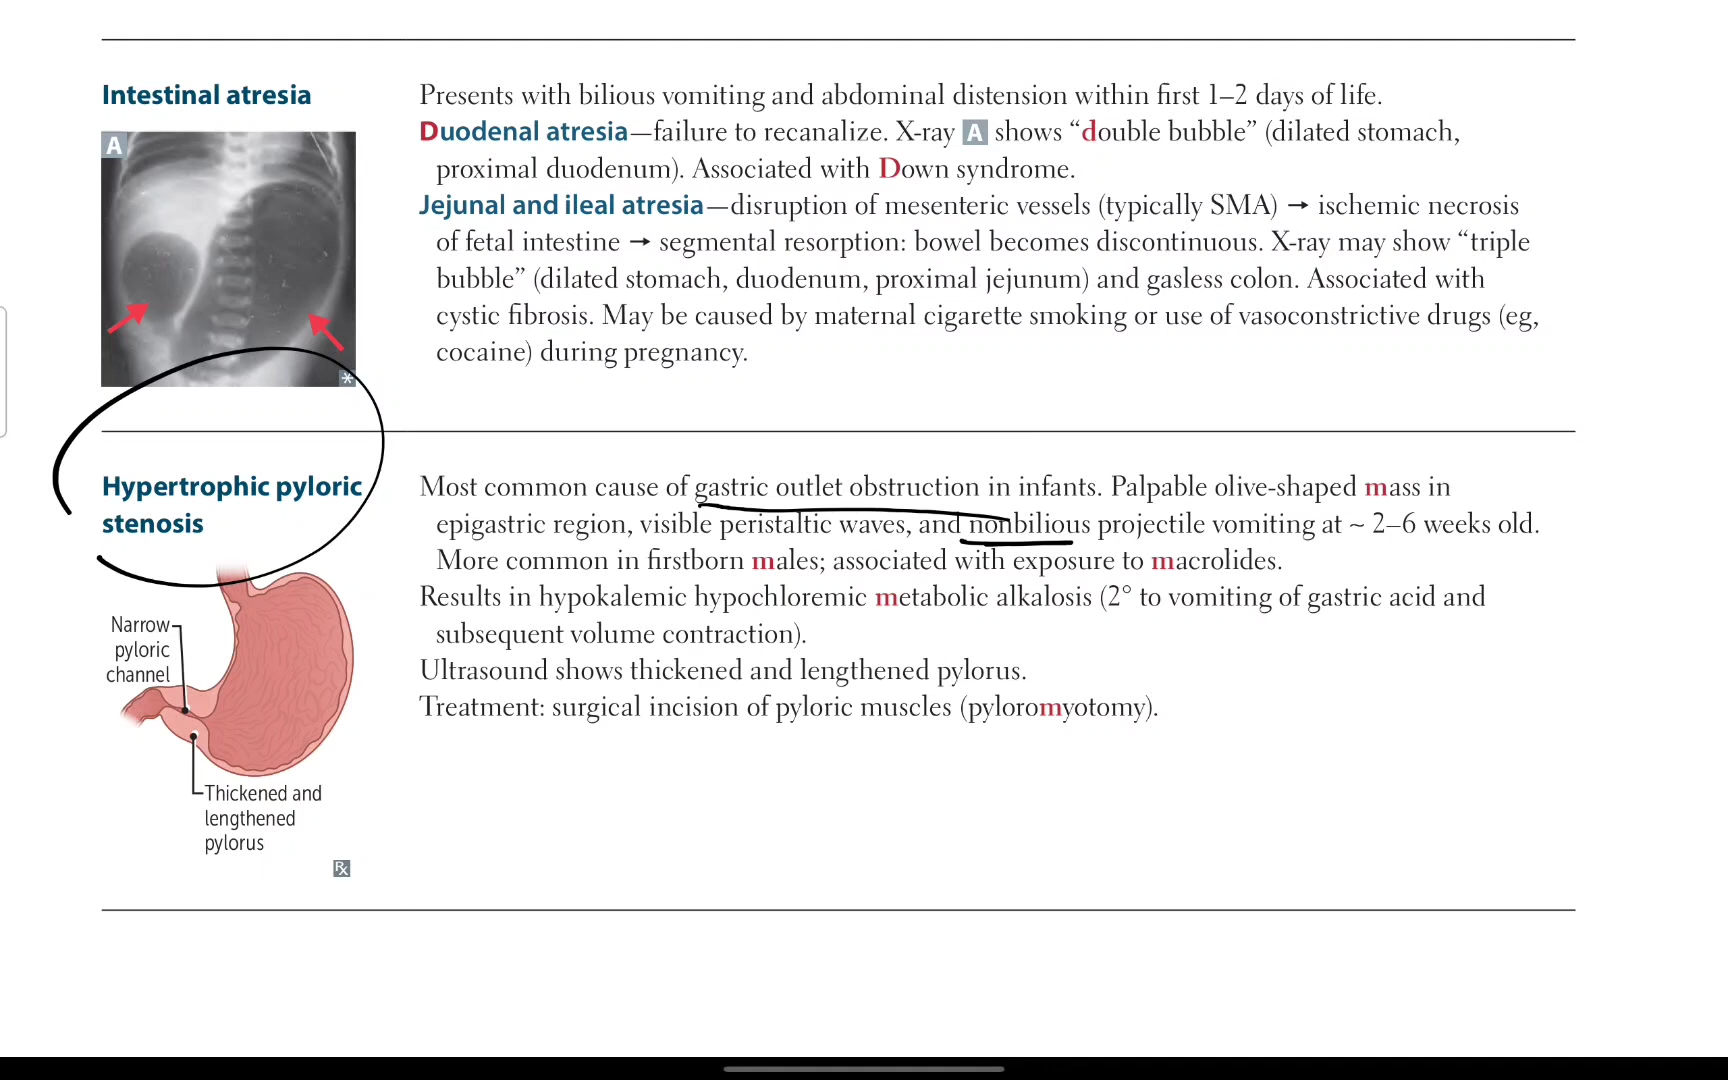 Intestinal atresia
A
*
Presents with bilious vomiting and abdominal distension within first 1–2 days of life.
Duodenal atresia—failure to recanalize. X-ray A shows “double bubble” (dilated stomach,
proximal duodenum). Associated with Down syndrome.
Jejunal and ileal atresia—disruption of mesenteric vessels (typically SMA) → ischemic necrosis
of fetal intestine → segmental resorption: bowel becomes discontinuous. X-ray may show “triple
bubble” (dilated stomach, duodenum, proximal jejunum) and gasless colon. Associated with
cystic fibrosis. May be caused by maternal cigarette smoking or use of vasoconstrictive drugs (eg,
cocaine) during pregnancy.
Hypertrophic pyloric
stenosis
Narrow
pyloric
channel
Thickened and
lengthened
pylorus
Rx
Most common cause of gastric outlet obstruction in infants. Palpable olive-shaped mass in
epigastric region, visible peristaltic waves, and nonbilious projectile vomiting at ~ 2–6 weeks old.
More common in firstborn males; associated with exposure to macrolides.
Results in hypokalemic hypochloremic metabolic alkalosis (2° to vomiting of gastric acid and
subsequent volume contraction).
Ultrasound shows thickened and lengthened pylorus.
Treatment: surgical incision of pyloric muscles (pyloromyotomy).